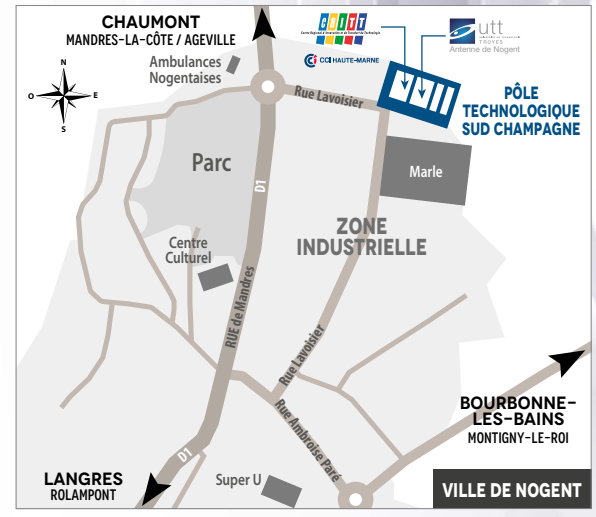 CHAUMONT
MANDRES-LA-CÔTE / AGEVILLE
CRITT
utt
TROYES
Antenne de Nogent
CCI HAUTE-MARNE
Ambulances
Nogentaises
N
O
E
S
Rue Lavoisier
PÔLE
TECHNOLOGIQUE
SUD CHAMPAGNE
Parc
Marle
D1
ZONE
INDUSTRIELLE
Centre
Culturel
RUE de Mandres
Rue Lavoisier
Rue Ambroise Paré
BOURBONNE-
LES-BAINS
MONTIGNY-LE-ROI
D1
LANGRES
ROLAMPONT
Super U
VILLE DE NOGENT